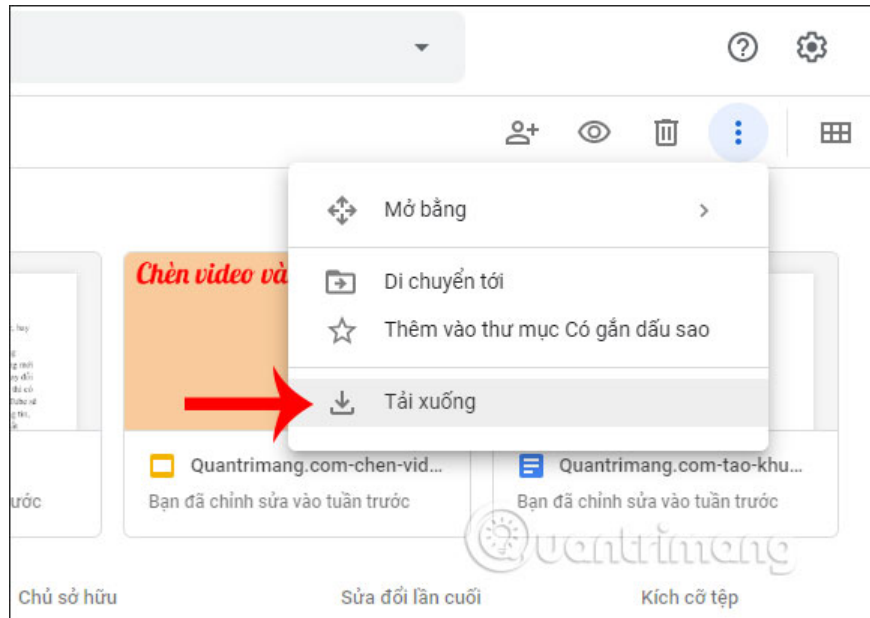 Mở bằng
Chèn video và
Di chuyển tới
Thêm vào thư mục Có gắn dấu sao
Tải xuống
Quantrimang.com-chen-vid...
Quantrimang.com-tao-khu...
ước
Bạn đã chỉnh sửa vào tuần trước
Bạn đã chỉnh sửa vào tuần trước
Quantrimang
Chủ sở hữu
Sửa đổi lần cuối
Kích cỡ tệp